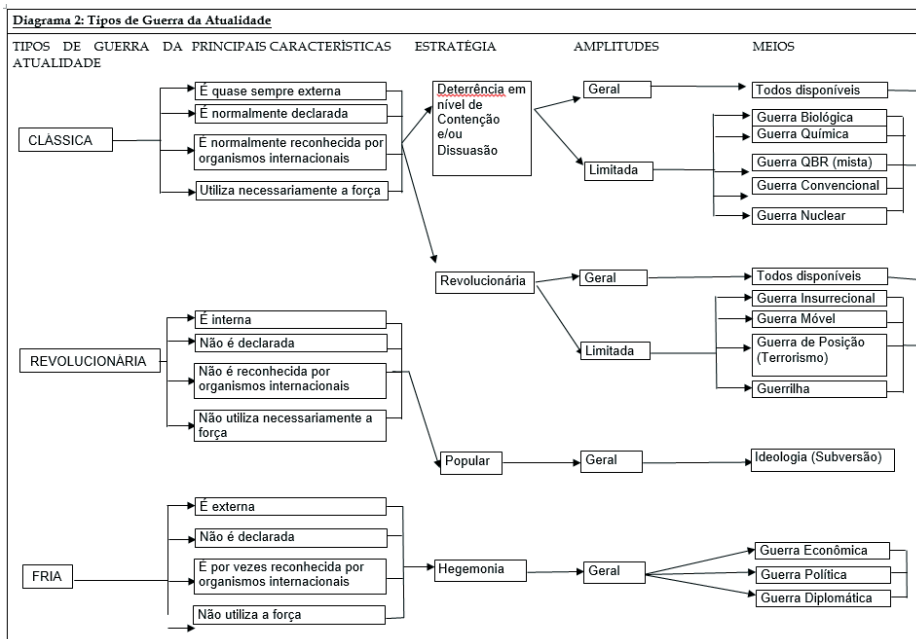 Diagrama 2: Tipos de Guerra da Atualidade
TIPOS DE GUERRA DA ATUALIDADE
PRINCIPAIS CARACTERÍSTICAS
ESTRATÉGIA
AMPLITUDES
MEIOS
CLÁSSICA
É quase sempre externa
É normalmente declarada
É normalmente reconhecida por
organismos internacionais
Utiliza necessariamente a força
Deterrência em
nível de
Contenção
e/ou
Dissuasão
Geral
Todos disponíveis
Limitada
Guerra Biológica
Guerra Química
Guerra QBR (mista)
Guerra Convencional
Guerra Nuclear
Revolucionária
Geral
Todos disponíveis
Limitada
Guerra Insurrecional
Guerra Móvel
Guerra de Posição
(Terrorismo)
Guerrilha
REVOLUCIONÁRIA
É interna
Não é declarada
Não é reconhecida por
organismos internacionais
Não utiliza necessariamente a
força
Popular
Geral
Ideologia (Subversão)
FRIA
É externa
Não é declarada
É por vezes reconhecida por
organismos internacionais
Não utiliza a força
Hegemonia
Geral
Guerra Econômica
Guerra Política
Guerra Diplomática